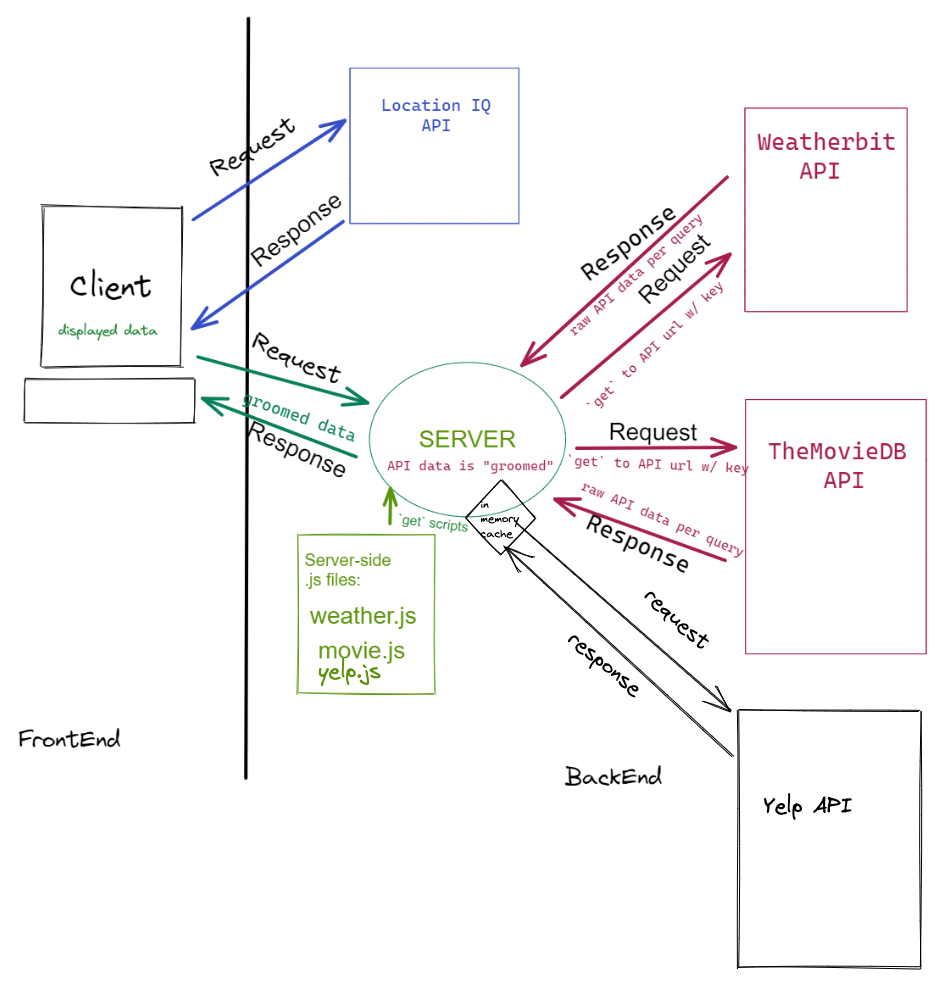 Location IQ
API
Request
Response
Client
displayed data
Weatherbit
API
Response
raw API data per query
Request
`get` to API url w/ key
Request
groomed data
Response
SERVER
API data is "groomed"
Request
`get` to API url w/ key
TheMovieDB
API
raw API data per query
Response
in
memory
cache
`get` scripts
Server-side
.js files:
weather.js
movie.js
yelp.js
request
response
FrontEnd
BackEnd
Yelp API